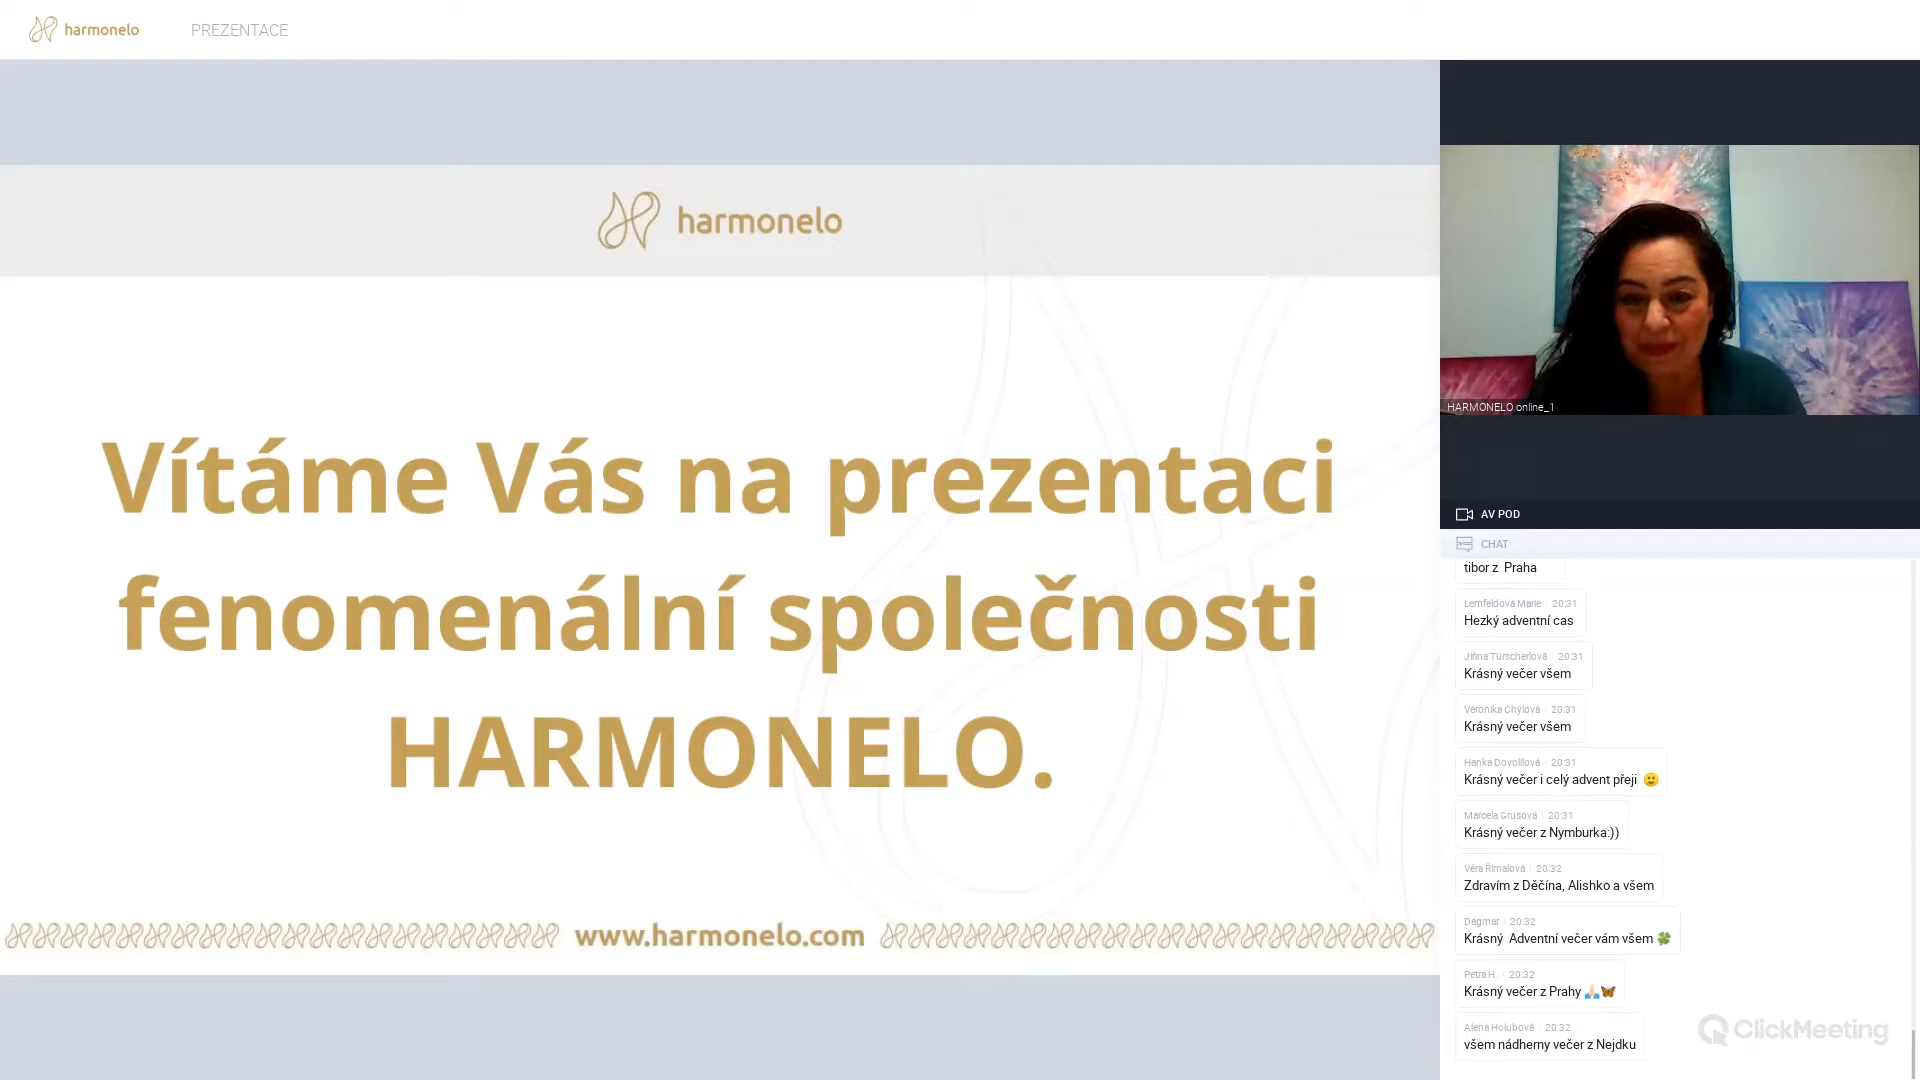 harmonelo
PREZENTACE
harmonelo
Vítáme Vás na prezentaci
fenomenální společnosti
HARMONELO.
www.harmonelo.com
HARMONELO online_1
AV POD
CHAT
tibor z Praha
Lemfeldová Marie 20:31
Hezký adventní cas
Jiřina Türscherlová 20:31
Krásný večer všem
Veronika Chýlová 20:31
Krásný večer všem
Hanka Dovolilová 20:31
Krásný večer i celý advent přeji 🙂
Marcela Grusová 20:31
Krásný večer z Nymburka:))
Věra Římalová 20:32
Zdravím z Děčína, Alishko a všem
Dagmar 20:32
Krásný Adventní večer vám všem 🍀
Petra H. 20:32
Krásný večer z Prahy 🙏🏻🦋
Alena Holubová 20:32
všem nádherny večer z Nejdku
ClickMeeting